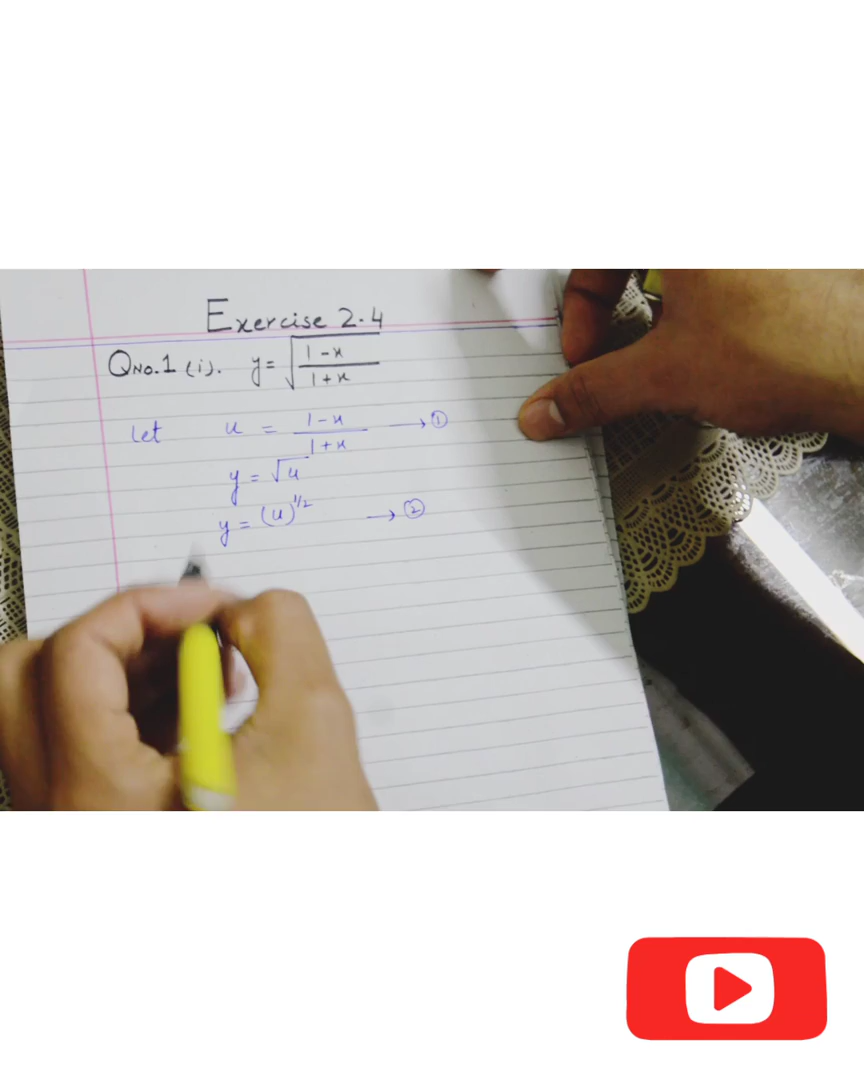 Exercise 2.4
QNo.1 (i). y = √(1-x / 1+x)
Let u = 1-x / 1+x → ①
y = √u
y = (u)^1/2 → ②